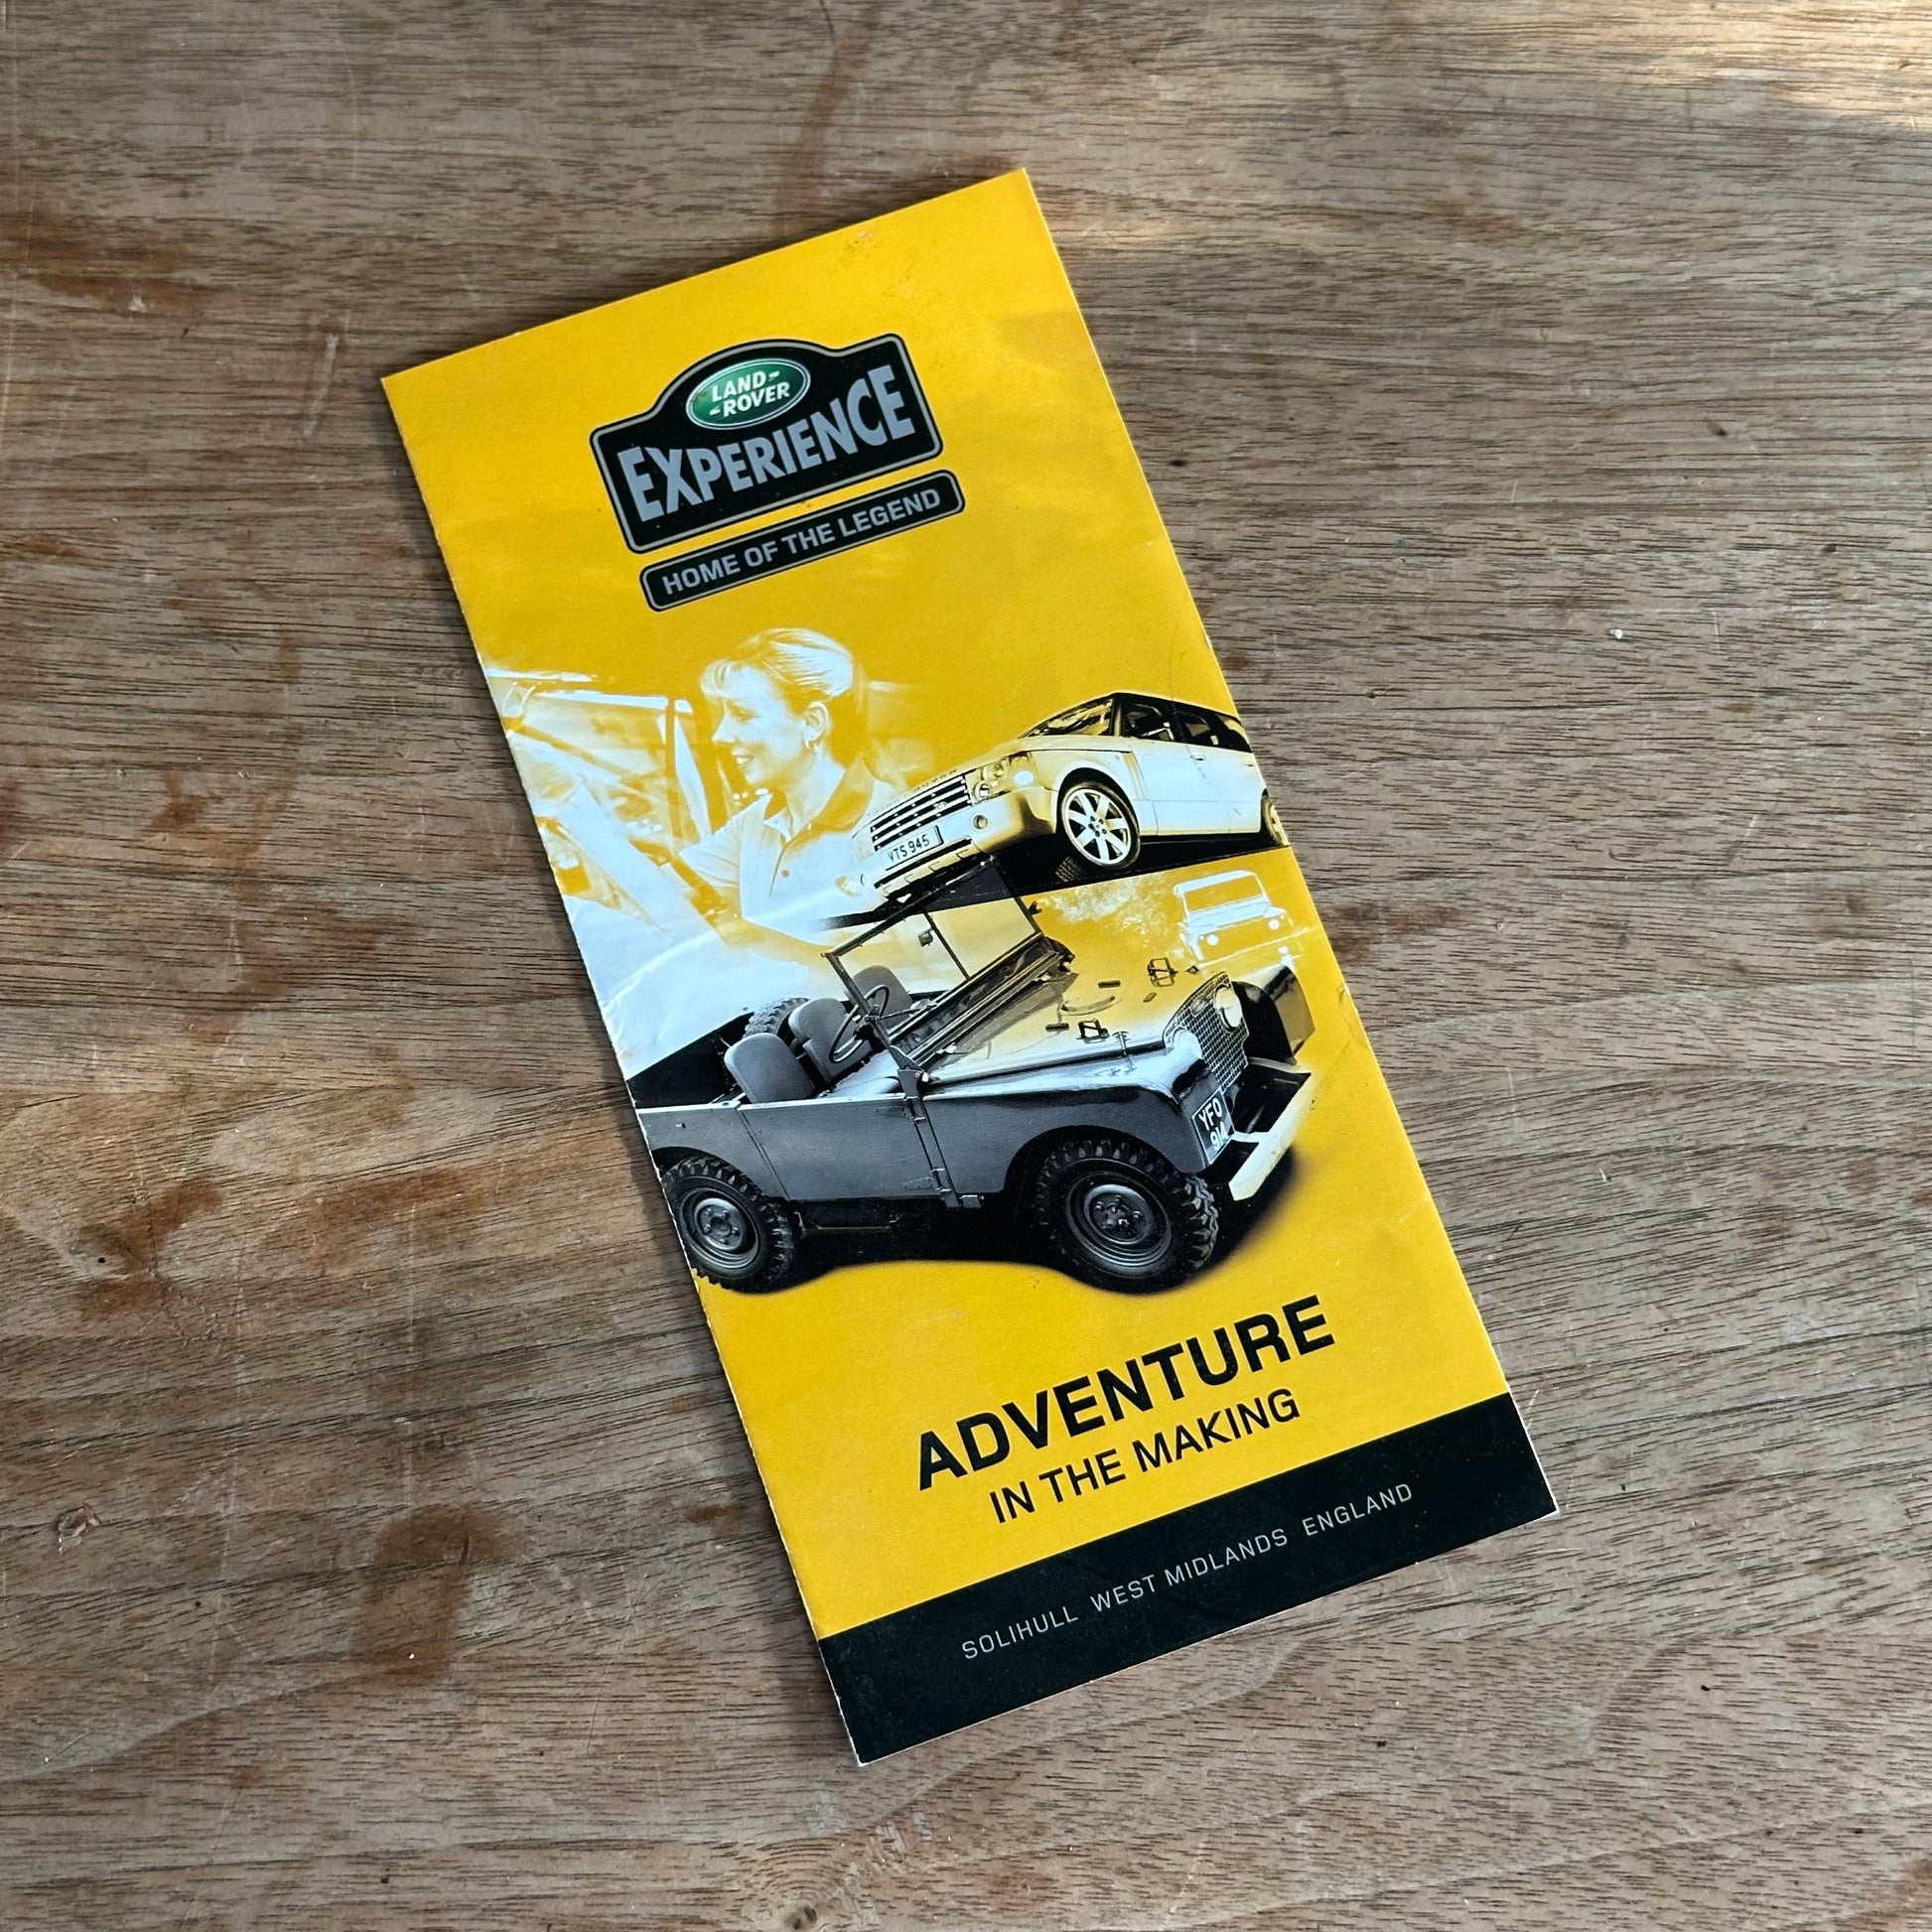 LAND-
-ROVER
EXPERIENCE
HOME OF THE LEGEND
VTS 945
YFO
914
ADVENTURE
IN THE MAKING
SOLIHULL WEST MIDLANDS ENGLAND